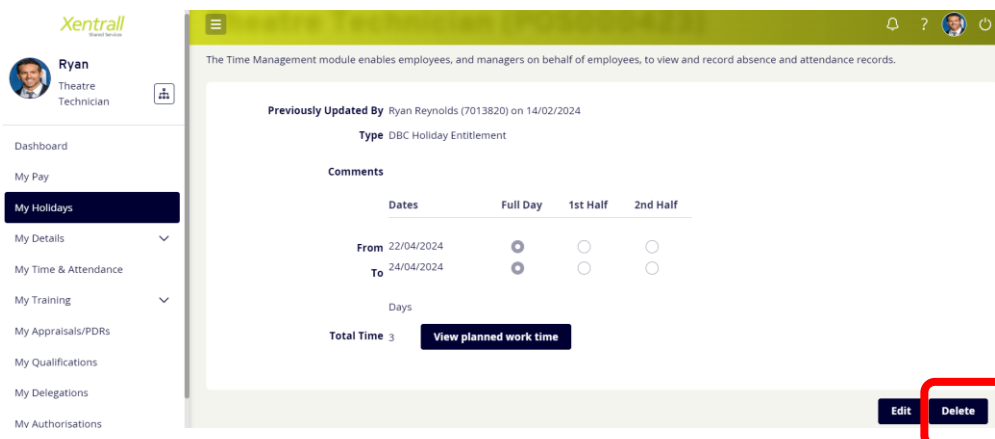 Xentrall
Shared Services
Ryan
Theatre
Technician
Dashboard
My Pay
My Holidays
My Details
My Time & Attendance
My Training
My Appraisals/PDRs
My Qualifications
My Delegations
My Authorisations
Theatre Technician
?
The Time Management module enables employees, and managers on behalf of employees, to view and record absence and attendance records.
Previously Updated By Ryan Reynolds (7013820) on 14/02/2024
Type DBC Holiday Entitlement
Comments
Dates Full Day 1st Half 2nd Half
From 22/04/2024
To 24/04/2024
Days
Total Time 3 View planned work time
Edit Delete